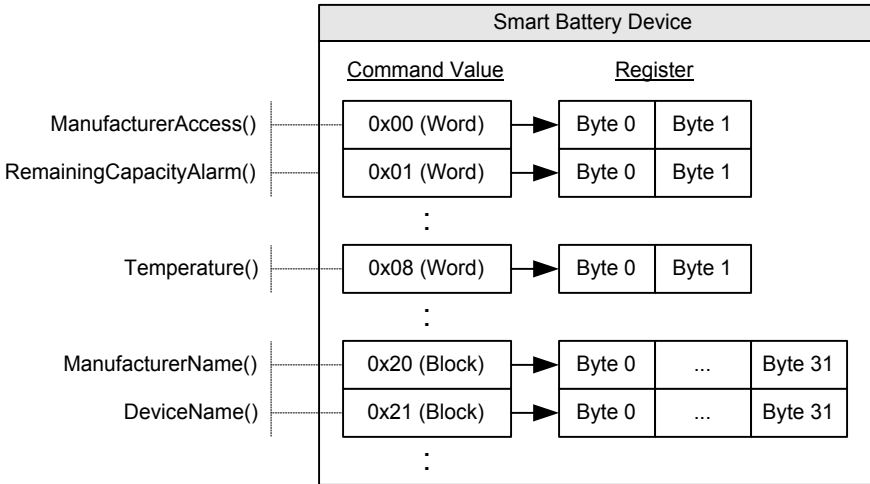 Smart Battery Device
Command Value Register
ManufacturerAccess() 0x00 (Word) Byte 0 Byte 1
RemainingCapacityAlarm() 0x01 (Word) Byte 0 Byte 1
:
Temperature() 0x08 (Word) Byte 0 Byte 1
:
ManufacturerName() 0x20 (Block) Byte 0 ... Byte 31
DeviceName() 0x21 (Block) Byte 0 ... Byte 31
: